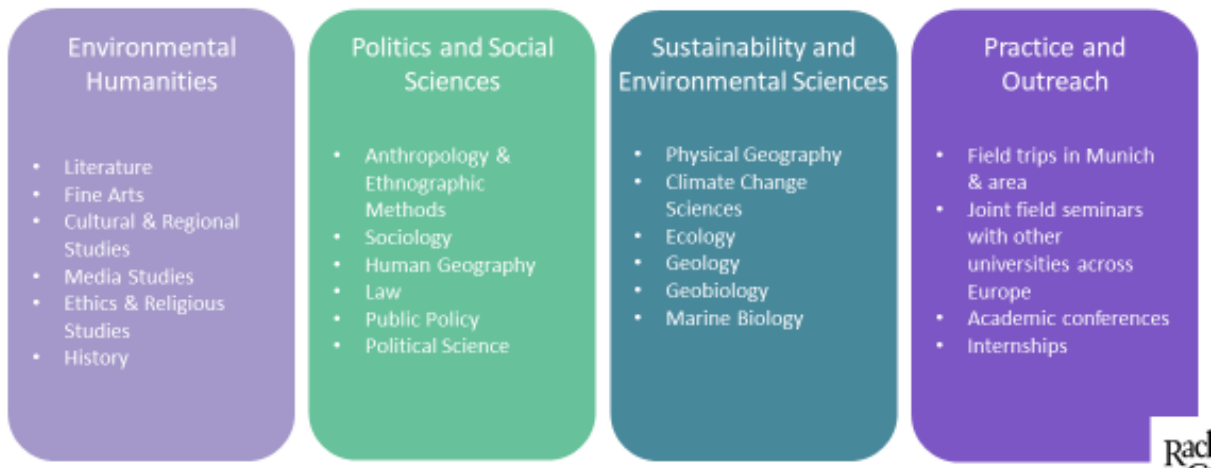 Environmental
Humanities
• Literature
• Fine Arts
• Cultural & Regional
Studies
• Media Studies
• Ethics & Religious
Studies
• History
Politics and Social
Sciences
• Anthropology &
Ethnographic
Methods
• Sociology
• Human Geography
• Law
• Public Policy
• Political Science
Sustainability and
Environmental Sciences
• Physical Geography
• Climate Change
Sciences
• Ecology
• Geology
• Geobiology
• Marine Biology
Practice and
Outreach
• Field trips in Munich
& area
• Joint field seminars
with other
universities across
Europe
• Academic conferences
• Internships